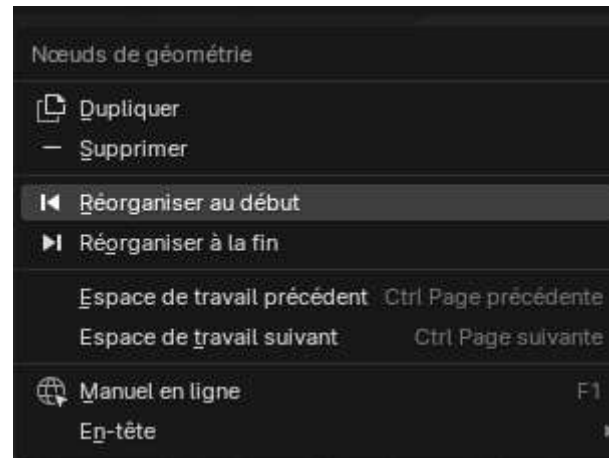 Nœuds de géométrie
Dupliquer
Supprimer
Réorganiser au début
Réorganiser à la fin
Espace de travail précédent Ctrl Page précédente
Espace de travail suivant Ctrl Page suivante
Manuel en ligne F1
En-tête